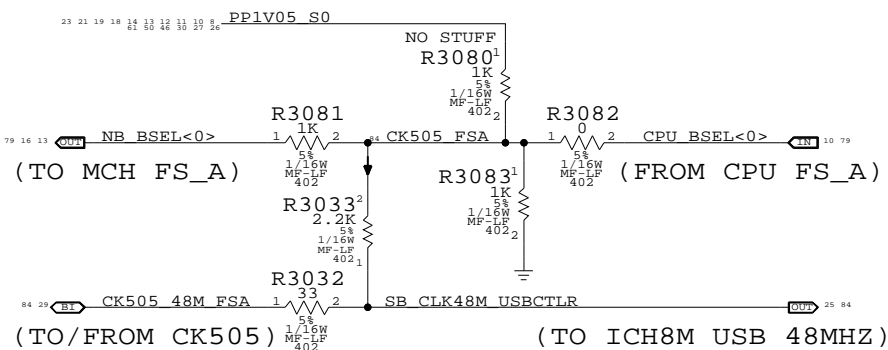 23 21 19 18 14 13 12 11 10 8 PP1V05_S0
61 50 46 30 27 26
NO STUFF
R3080 1
1K
5%
1/16W
MF-LF
402 2
R3081
1K
R3082
0
79 16 13 OUT NB_BSEL<0> 1 2 84 CK505_FSA 1 2 CPU_BSEL<0> IN 10 79
5%
1/16W
MF-LF
402
5%
1/16W
MF-LF
402
(TO MCH FS_A)
(FROM CPU FS_A)
R3083 1
1K
5%
1/16W
MF-LF
402 2
R3033 2
2.2K
5%
1/16W
MF-LF
402 1
R3032
33
84 29 BI CK505_48M_FSA 1 2 SB_CLK48M_USBCTLR OUT 25 84
5%
1/16W
MF-LF
402
(TO/FROM CK505)
(TO ICH8M USB 48MHZ)